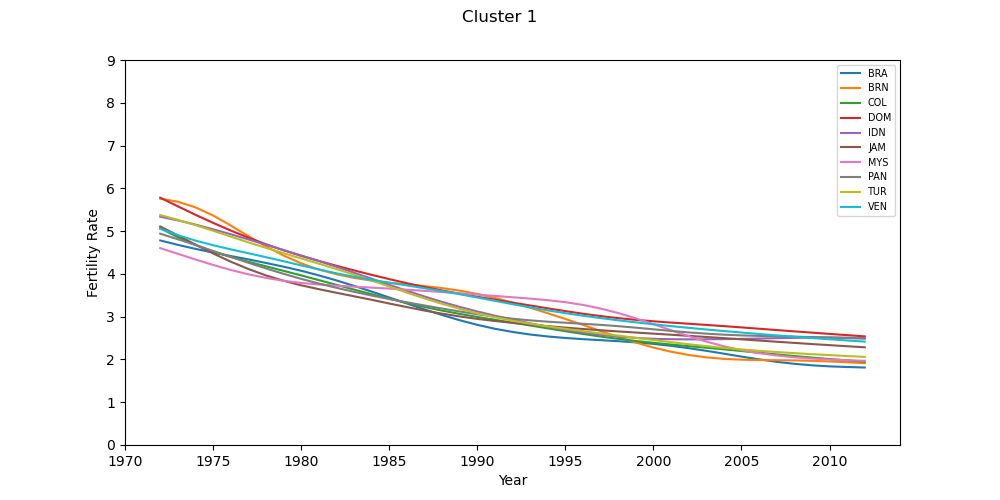 Cluster 1
9
8
7
6
5
4
3
2
1
0
Fertility Rate
BRA
BRN
COL
DOM
IDN
JAM
MYS
PAN
TUR
VEN
1970 1975 1980 1985 1990 1995 2000 2005 2010
Year